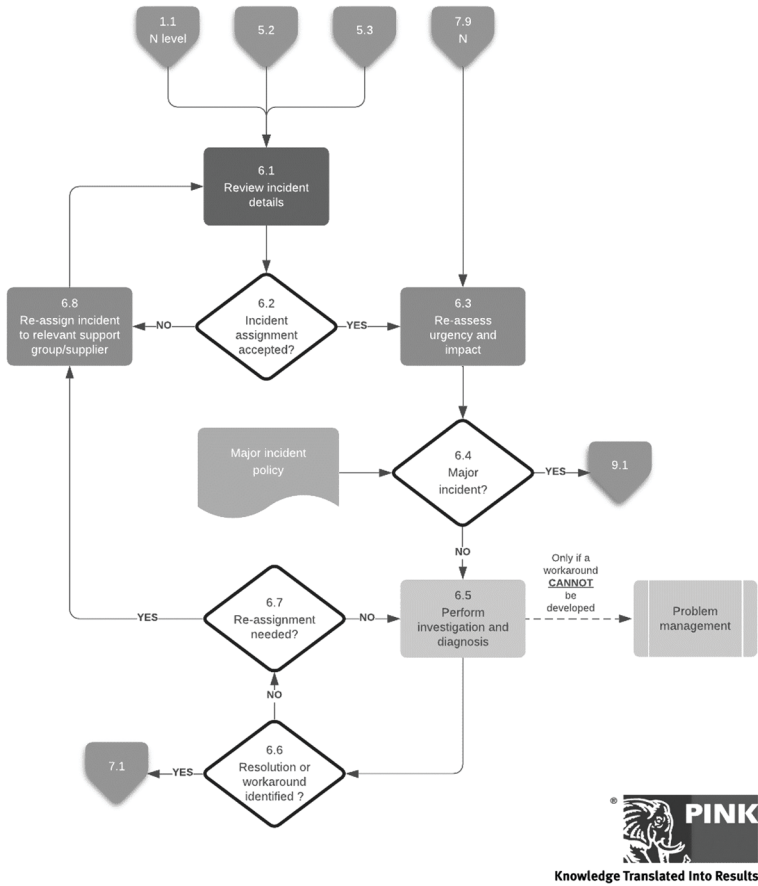 1.1
N level
5.2
5.3
7.9
N
6.1
Review incident
details
6.8
Re-assign incident
to relevant support
group/supplier
NO
6.2
Incident
assignment
accepted?
YES
6.3
Re-assess
urgency and
impact
Major incident
policy
6.4
Major
incident?
YES
9.1
NO
Only if a
workaround
CANNOT
be
developed
YES
6.7
Re-assignment
needed?
NO
6.5
Perform
investigation and
diagnosis
Problem
management
NO
7.1
YES
6.6
Resolution or
workaround
identified ?
® PINK
Knowledge Translated Into Results